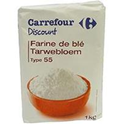 Carrefour
Discount
Farine de blé
Tarwebloem
Type 55
1kg